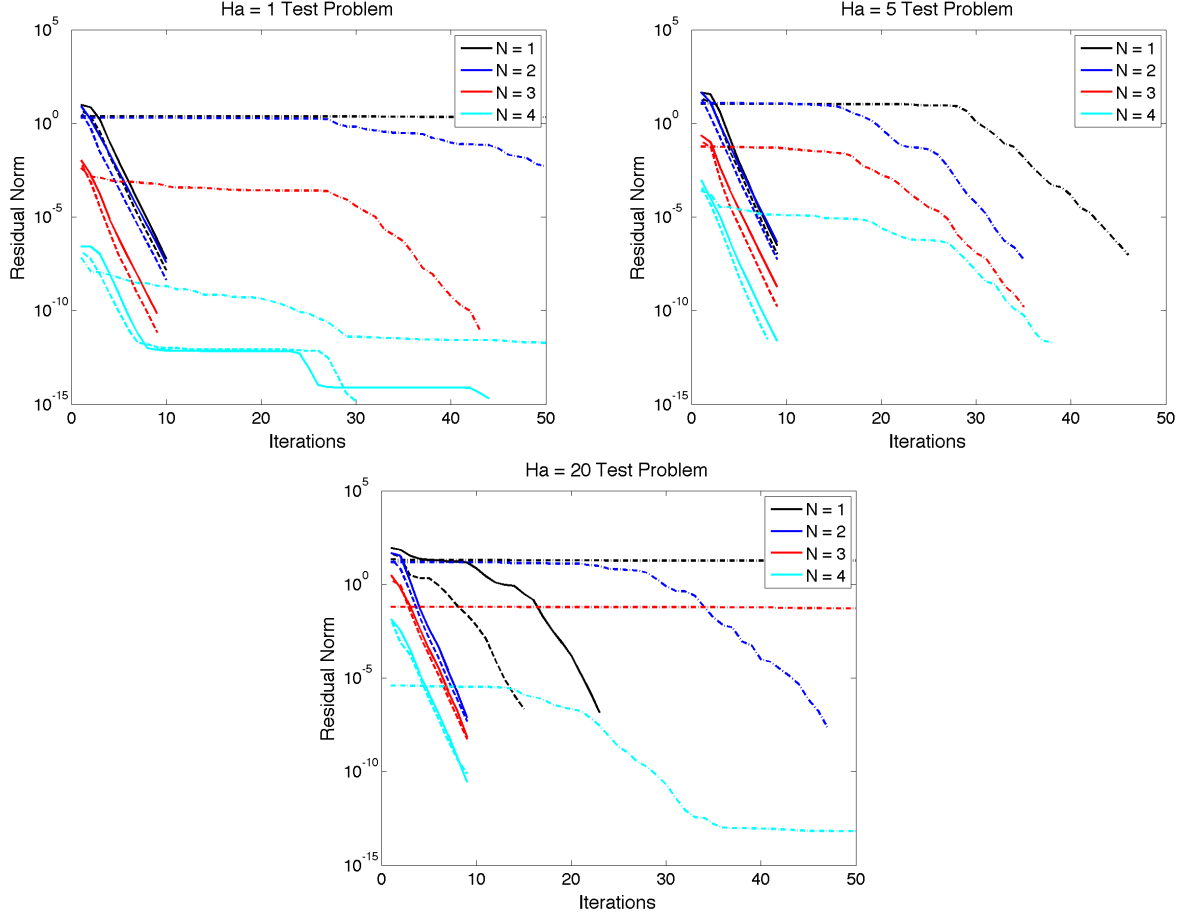 Ha = 1 Test Problem
10^5
10^0
10^-5
10^-10
10^-15
Residual Norm
0
10
20
30
40
50
Iterations
N = 1
N = 2
N = 3
N = 4
Ha = 5 Test Problem
10^5
10^0
10^-5
10^-10
10^-15
Residual Norm
0
10
20
30
40
50
Iterations
N = 1
N = 2
N = 3
N = 4
Ha = 20 Test Problem
10^5
10^0
10^-5
10^-10
10^-15
Residual Norm
0
10
20
30
40
50
Iterations
N = 1
N = 2
N = 3
N = 4